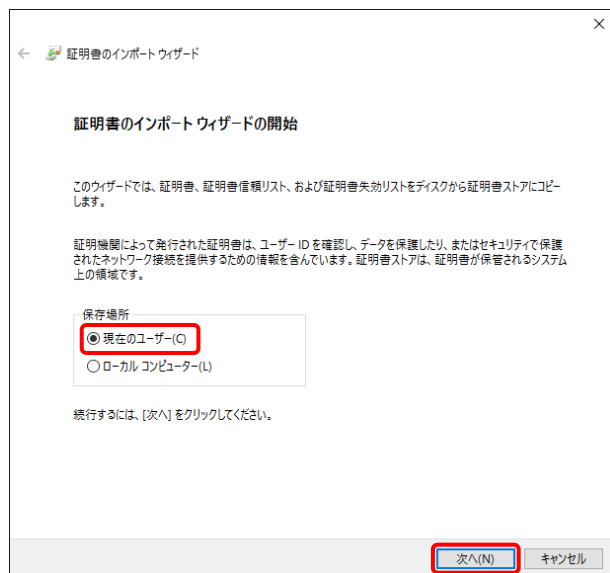 証明書のインポート ウィザード
証明書のインポート ウィザードの開始
このウィザードでは、証明書、証明書信頼リスト、および証明書失効リストをディスクから証明書ストアにコピー
します。
証明機関によって発行された証明書は、ユーザー ID を確認し、データを保護したり、またはセキュリティで保護
されたネットワーク接続を提供するための情報を含んでいます。証明書ストアは、証明書が保管されるシステム
上の領域です。
保存場所
現在のユーザー(C)
ローカル コンピューター(L)
続行するには、[次へ] をクリックしてください。
次へ(N) キャンセル